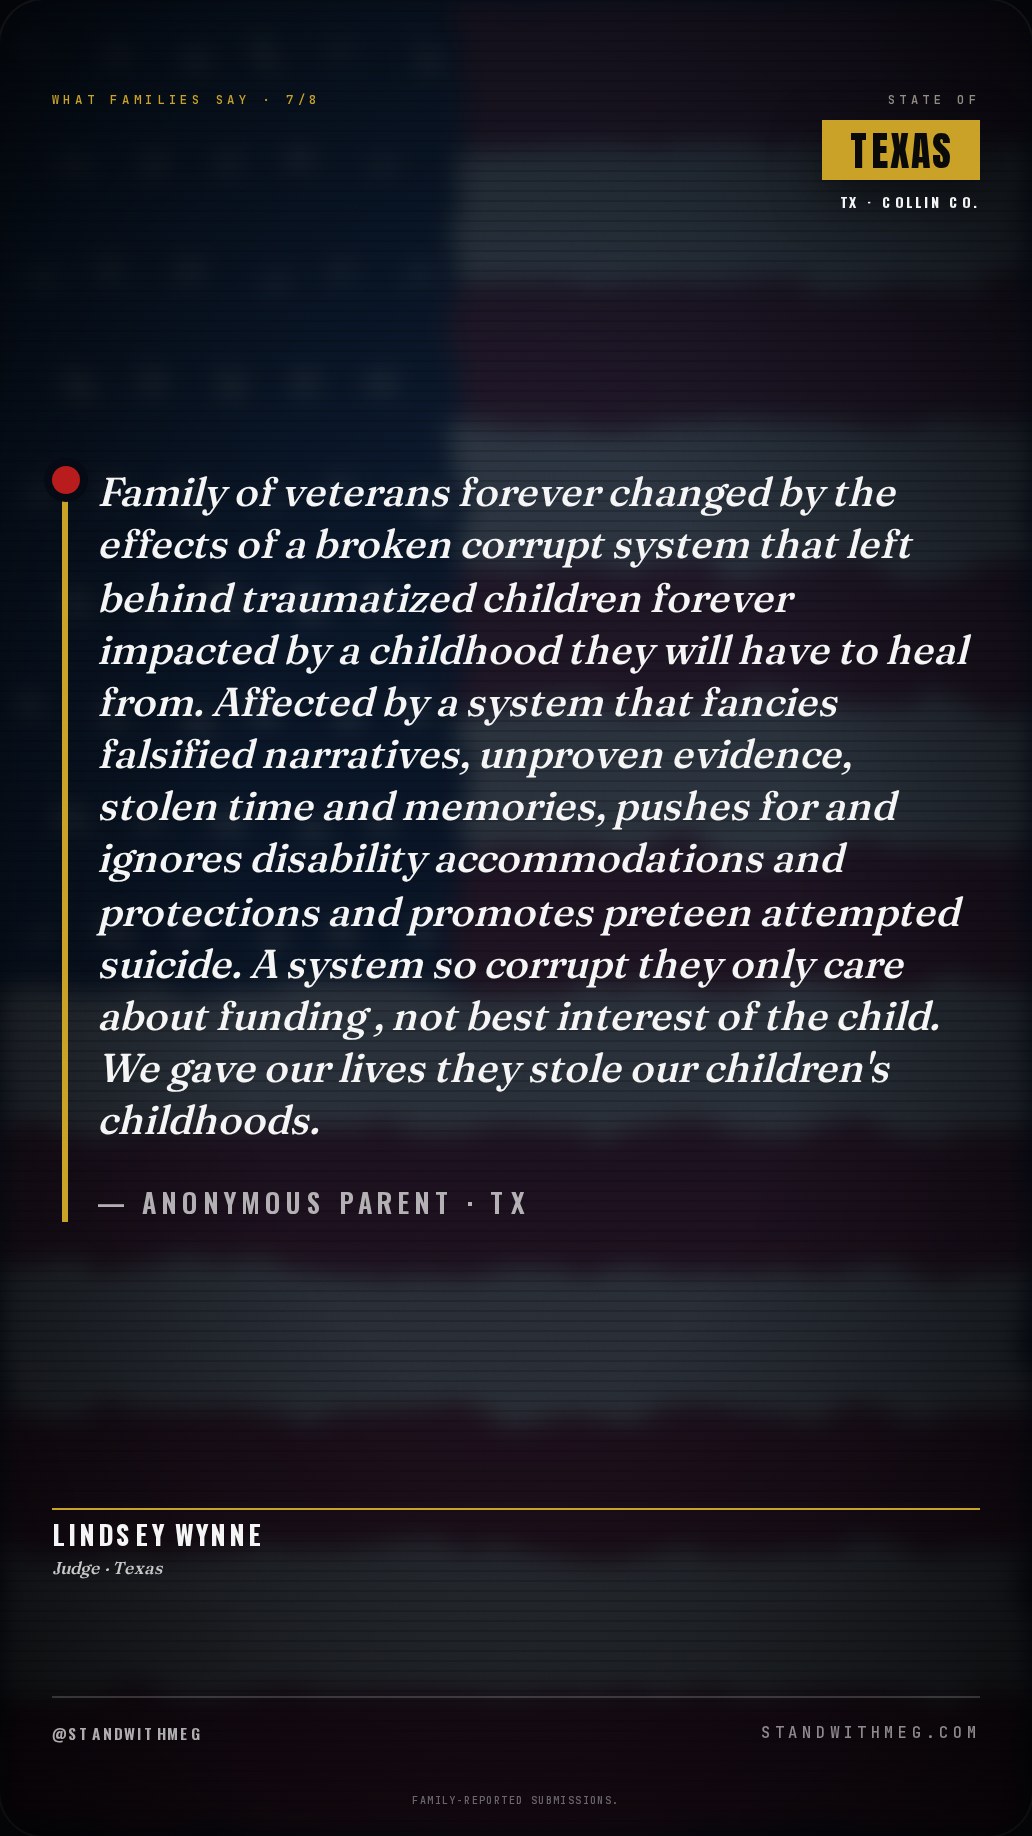 WHAT FAMILIES SAY · 7/8
STATE OF
TEXAS
TX · COLLIN CO.
Family of veterans forever changed by the
effects of a broken corrupt system that left
behind traumatized children forever
impacted by a childhood they will have to heal
from. Affected by a system that fancies
falsified narratives, unproven evidence,
stolen time and memories, pushes for and
ignores disability accommodations and
protections and promotes preteen attempted
suicide. A system so corrupt they only care
about funding , not best interest of the child.
We gave our lives they stole our children's
childhoods.
— ANONYMOUS PARENT · TX
LINDSEY WYNNE
Judge · Texas
@STANDWITHMEG
STANDWITHMEG.COM
FAMILY-REPORTED SUBMISSIONS.